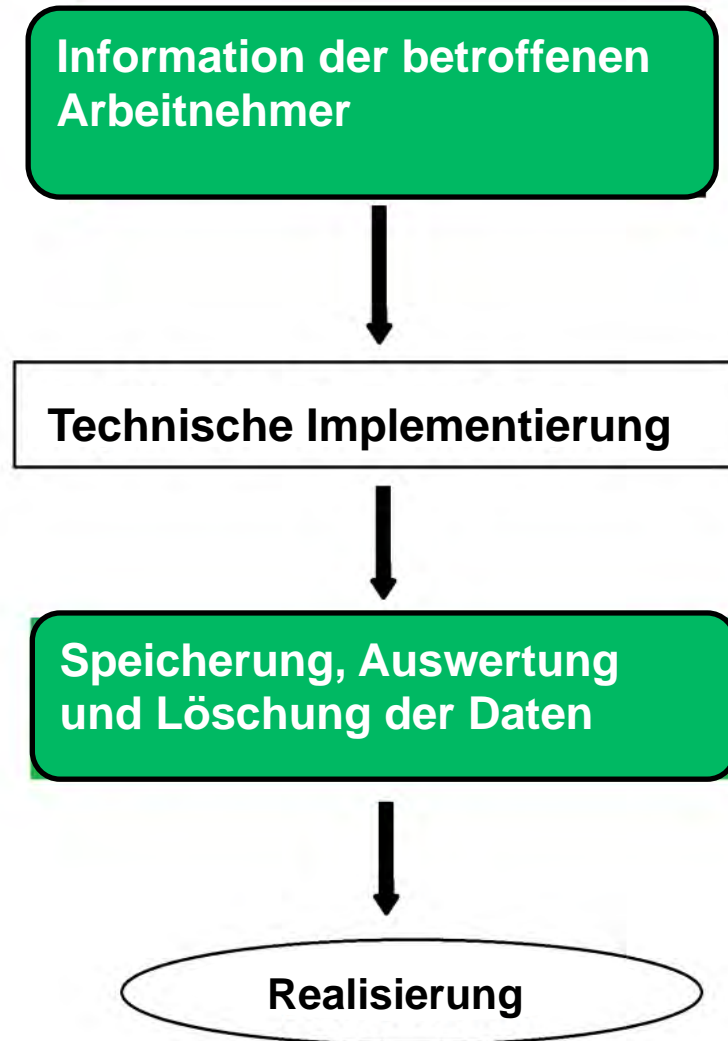 Information der betroffenen
Arbeitnehmer
Technische Implementierung
Speicherung, Auswertung
und Löschung der Daten
Realisierung